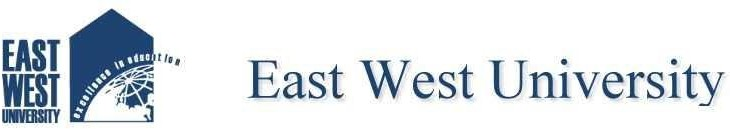 EAST
WEST
UNIVERSITY
excellence in education
East West University